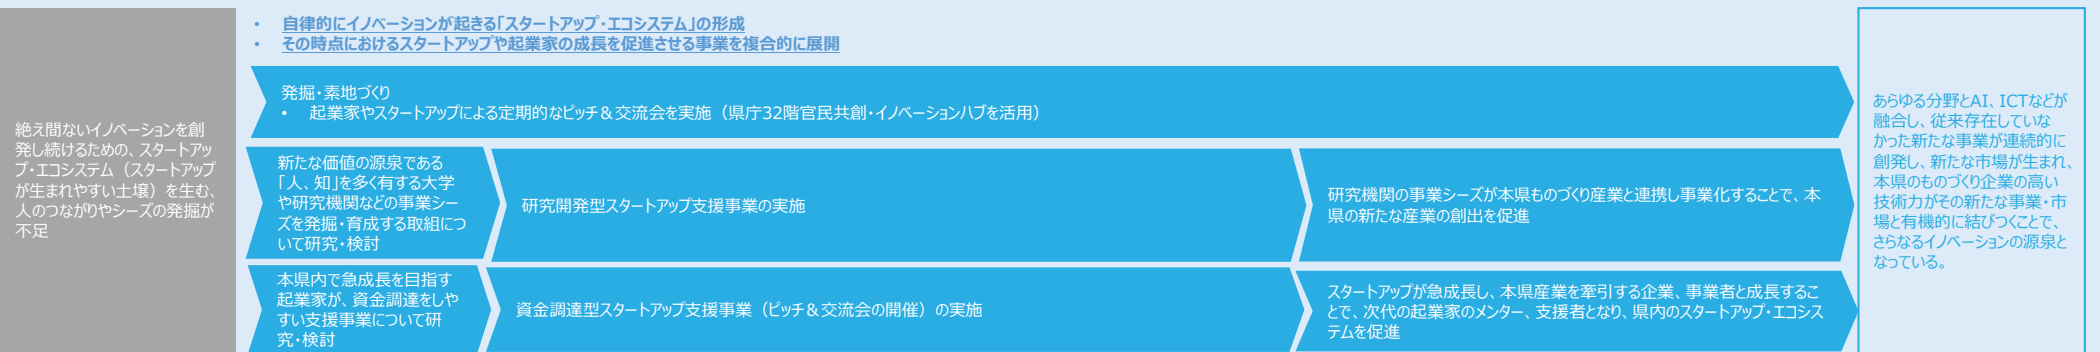 絶え間ないイノベーションを創
発し続けるための、スタートアッ
プ・エコシステム（スタートアップ
が生まれやすい土壌）を生む、
人のつながりやシーズの発掘が
不足
• 自律的にイノベーションが起きる「スタートアップ・エコシステム」の形成
• その時点におけるスタートアップや起業家の成長を促進させる事業を複合的に展開
発掘・素地づくり
• 起業家やスタートアップによる定期的なピッチ＆交流会を実施（県庁32階官民共創・イノベーションハブを活用）
新たな価値の源泉である
「人、知」を多く有する大学
や研究機関などの事業シー
ズを発掘・育成する取組につ
いて研究・検討
研究開発型スタートアップ支援事業の実施
研究機関の事業シーズが本県ものづくり産業と連携し事業化することで、本
県の新たな産業の創出を促進
本県内で急成長を目指す
起業家が、資金調達をしや
すい支援事業について研
究・検討
資金調達型スタートアップ支援事業（ピッチ＆交流会の開催）の実施
スタートアップが急成長し、本県産業を牽引する企業、事業者と成長するこ
とで、次代の起業家のメンター、支援者となり、県内のスタートアップ・エコシス
テムを促進
あらゆる分野とAI、ICTなどが
融合し、従来存在していな
かった新たな事業が連続的に
創発し、新たな市場が生まれ、
本県のものづくり企業の高い
技術力がその新たな事業・市
場と有機的に結びつくことで、
さらなるイノベーションの源泉と
なっている。